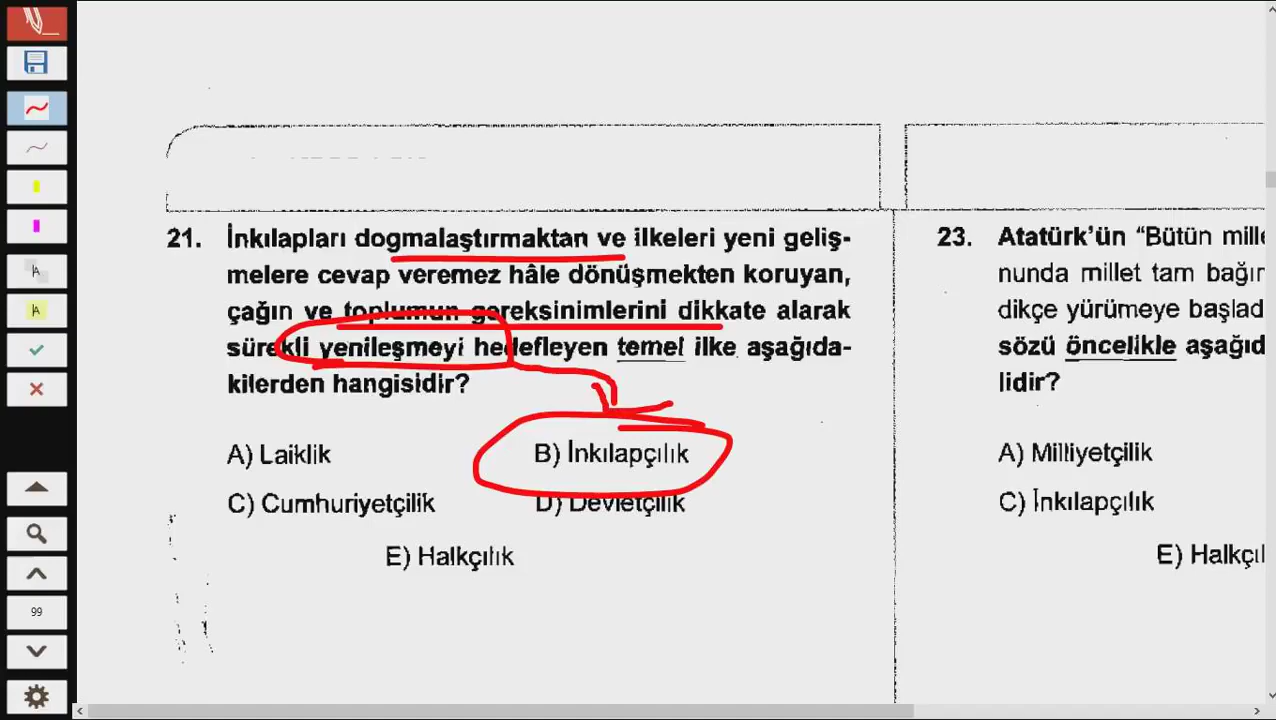 21. İnkılapları dogmalaştırmaktan ve ilkeleri yeni geliş-
melere cevap veremez hâle dönüşmekten koruyan,
çağın ve toplumun gereksinimlerini dikkate alarak
sürekli yenileşmeyi hedefleyen temel ilke aşağıda-
kilerden hangisidir?
A) Laiklik
B) İnkılapçılık
C) Cumhuriyetçilik
D) Devletçilik
E) Halkçılık
23. Atatürk'ün “Bütün mille
nunda millet tam bağır
dikçe yürümeye başlad
sözü öncelikle aşağıd
lidir?
A) Milliyetçilik
C) İnkılapçılık
E) Halkçıl
99